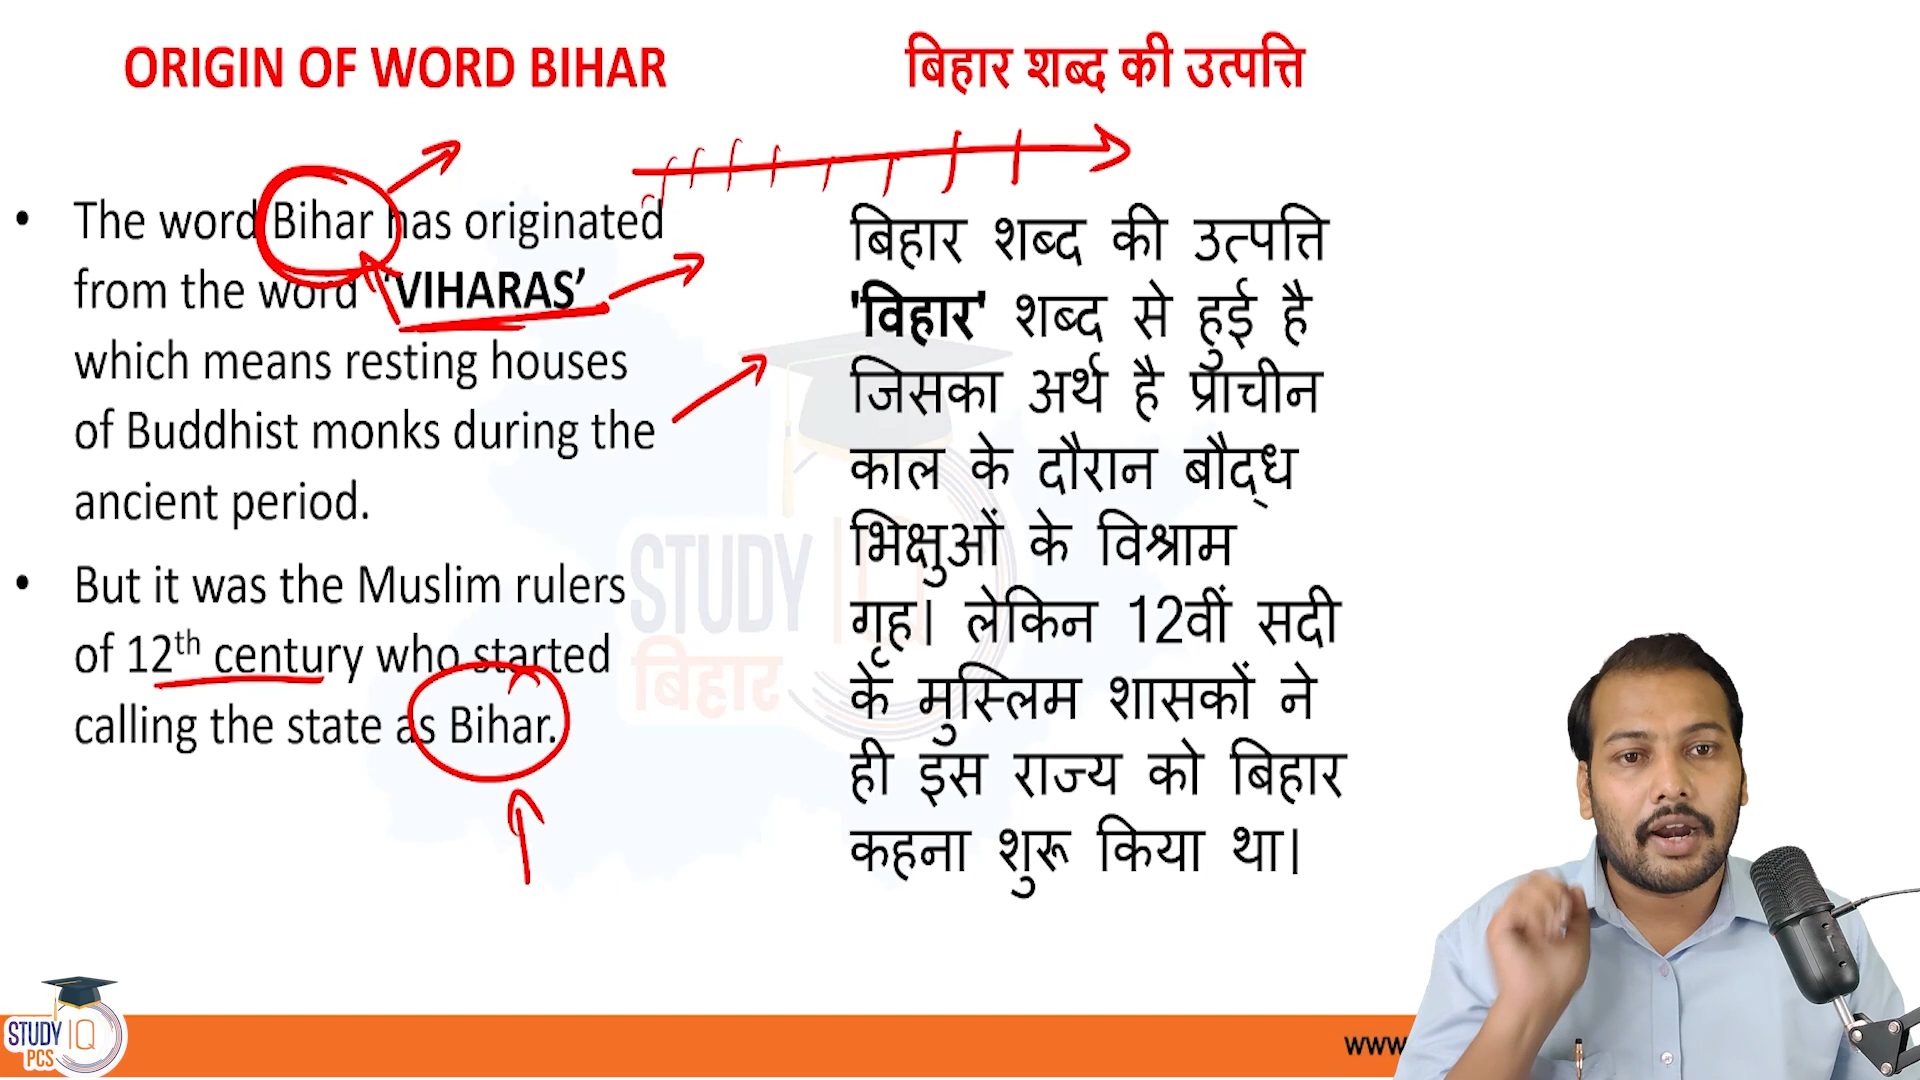 ORIGIN OF WORD BIHAR
• The word Bihar has originated
from the word ‘VIHARAS’
which means resting houses
of Buddhist monks during the
ancient period.
• But it was the Muslim rulers
of 12th century who started
calling the state as Bihar.
बिहार शब्द की उत्पत्ति
बिहार शब्द की उत्पत्ति
'विहार' शब्द से हुई है
जिसका अर्थ है प्राचीन
काल के दौरान बौद्ध
भिक्षुओं के विश्राम
गृह। लेकिन 12वीं सदी
के मुस्लिम शासकों ने
ही इस राज्य को बिहार
कहना शुरू किया था।
STUDY IQ
बिहार
STUDY IQ
PCS
www